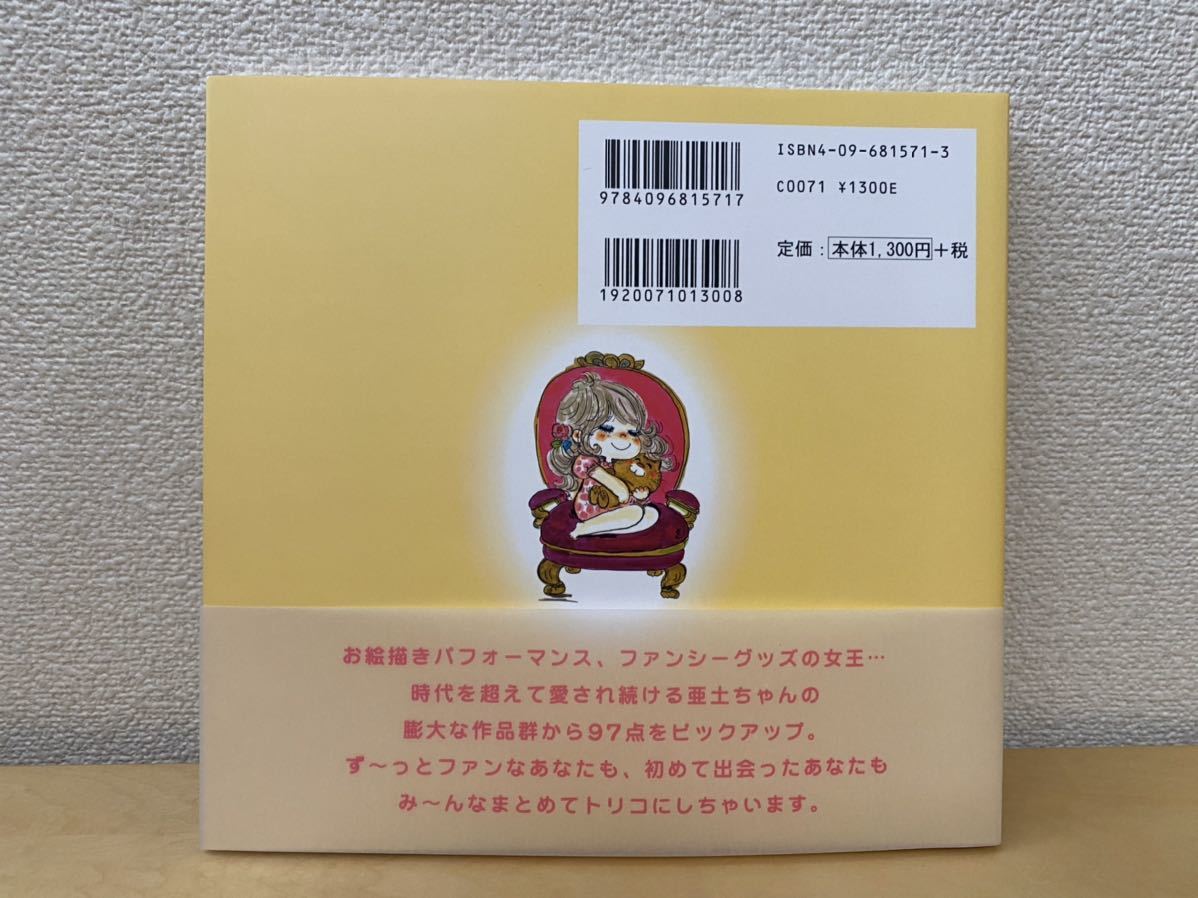 ISBN4-09-681571-3
9784096815717
C0071 ¥1300E
定価：本体1,300円+税
1920071013008
お絵描きパフォーマンス、ファンシーグッズの女王…
時代を超えて愛され続ける亜土ちゃんの
膨大な作品群から97点をピックアップ。
ず〜っとファンなあなたも、初めて出会ったあなたも
み〜んなまとめてトリコにしちゃいます。